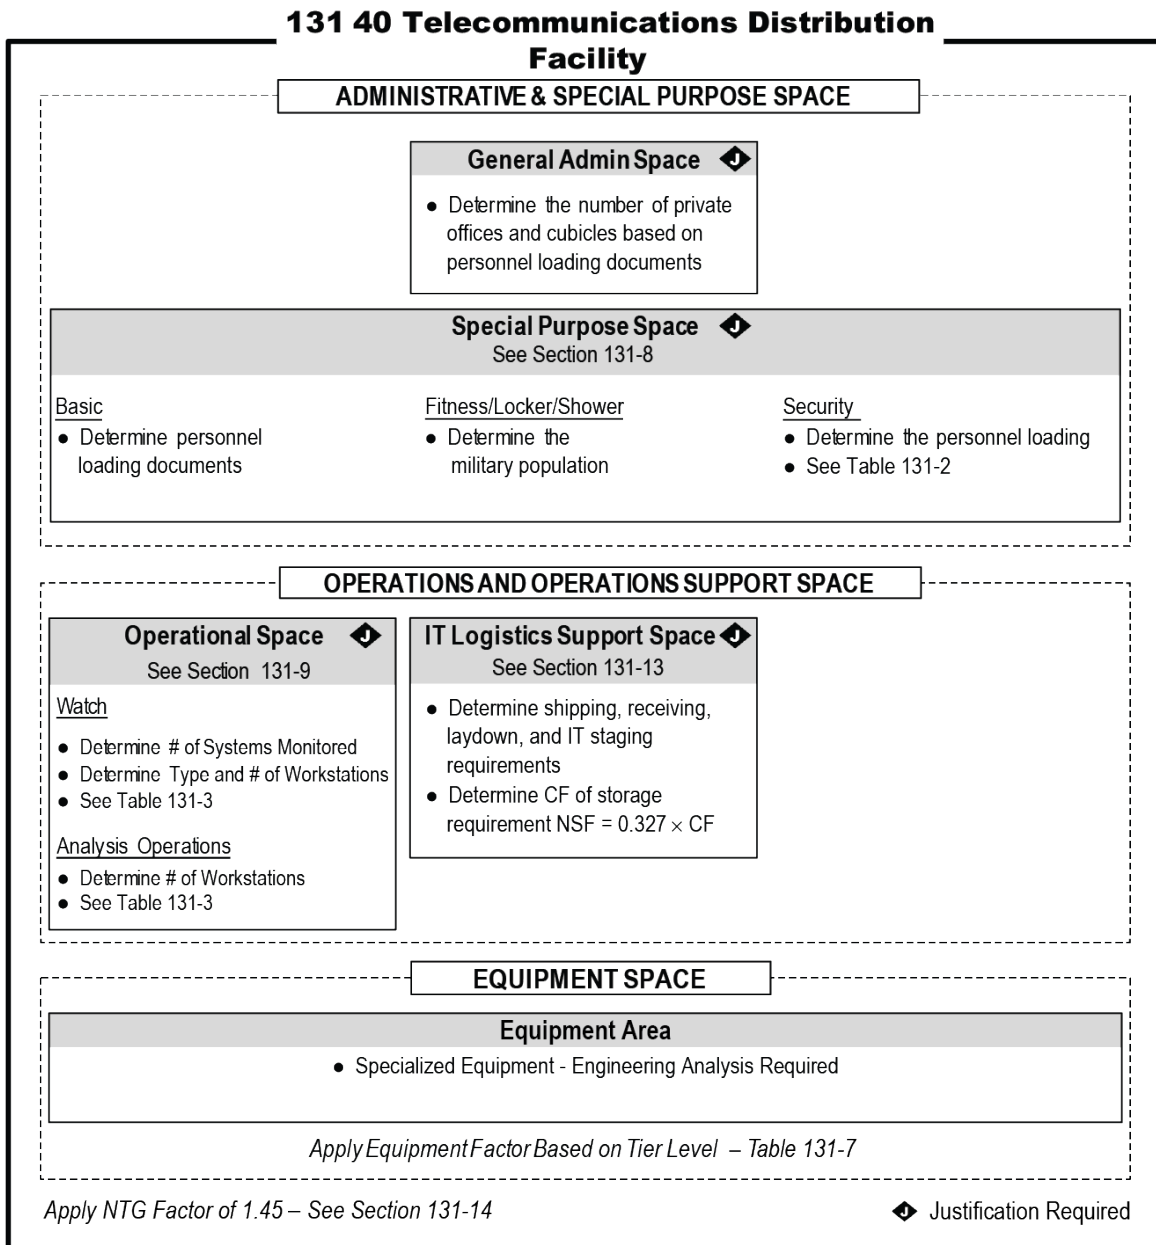 131 40 Telecommunications Distribution
Facility
ADMINISTRATIVE & SPECIAL PURPOSE SPACE
General Admin Space J
● Determine the number of private
offices and cubicles based on
personnel loading documents
Special Purpose Space J
See Section 131-8
Basic
● Determine personnel
loading documents
Fitness/Locker/Shower
● Determine the
military population
Security
● Determine the personnel loading
● See Table 131-2
OPERATIONS AND OPERATIONS SUPPORT SPACE
Operational Space J
See Section 131-9
Watch
● Determine # of Systems Monitored
● Determine Type and # of Workstations
● See Table 131-3
Analysis Operations
● Determine # of Workstations
● See Table 131-3
IT Logistics Support Space J
See Section 131-13
● Determine shipping, receiving,
laydown, and IT staging
requirements
● Determine CF of storage
requirement NSF = 0.327 × CF
EQUIPMENT SPACE
Equipment Area
● Specialized Equipment - Engineering Analysis Required
Apply Equipment Factor Based on Tier Level – Table 131-7
Apply NTG Factor of 1.45 – See Section 131-14
J Justification Required